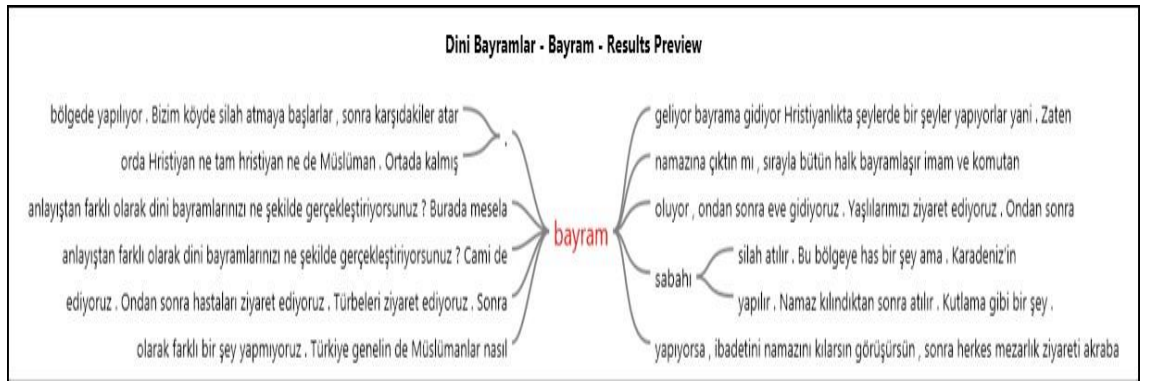 Dini Bayramlar - Bayram - Results Preview
bölgede yapılıyor . Bizim köyde silah atmaya başlarlar , sonra karşıdakiler atar
orda Hristiyan ne tam hristiyan ne de Müslüman . Ortada kalmış
,
anlayıştan farklı olarak dini bayramlarınızı ne şekilde gerçekleştiriyorsunuz ? Burada mesela
anlayıştan farklı olarak dini bayramlarınızı ne şekilde gerçekleştiriyorsunuz ? Cami de
ediyoruz . Ondan sonra hastaları ziyaret ediyoruz . Türbeleri ziyaret ediyoruz . Sonra
olarak farklı bir şey yapmıyoruz . Türkiye genelin de Müslümanlar nasıl
bayram
geliyor bayrama gidiyor Hristiyanlıkta şeylerde bir şeyler yapıyorlar yani . Zaten
namazına çıktın mı , sırayla bütün halk bayramlaşır imam ve komutan
oluyor , ondan sonra eve gidiyoruz . Yaşlılarımızı ziyaret ediyoruz . Ondan sonra
sabahı
silah atılır . Bu bölgeye has bir şey ama . Karadeniz'in
yapılır . Namaz kılındıktan sonra atılır . Kutlama gibi bir şey .
yapıyorsa , ibadetini namazını kılarsın görüşürsün , sonra herkes mezarlık ziyareti akraba